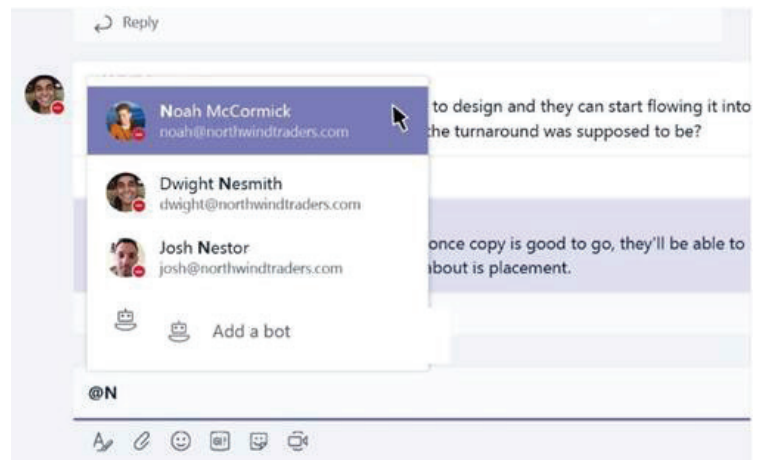 Reply
Noah McCormick
noah@northwindtraders.com
to design and they can start flowing it into
the turnaround was supposed to be?
Dwight Nesmith
dwight@northwindtraders.com
Josh Nestor
josh@northwindtraders.com
once copy is good to go, they'll be able to
about is placement.
Add a bot
@N
GIF